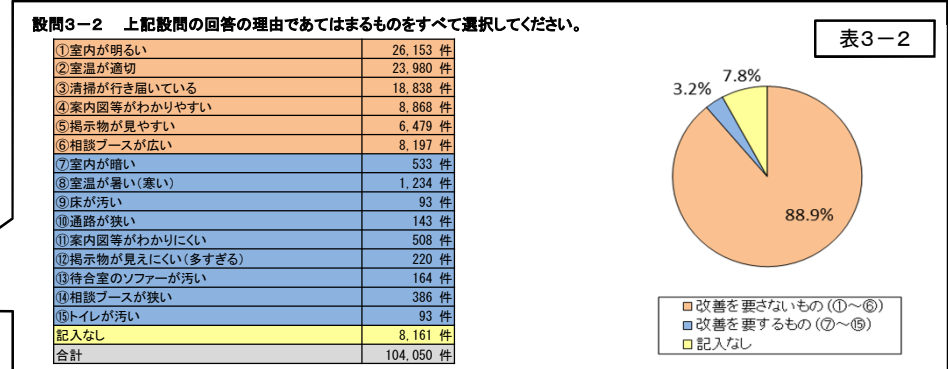 設問3－2　上記設問の回答の理由であてはまるものをすべて選択してください。
表3－2
①室内が明るい 26,153 件
②室温が適切 23,980 件
③清掃が行き届いている 18,838 件
④案内図等がわかりやすい 8,868 件
⑤掲示物が見やすい 6,479 件
⑥相談ブースが広い 8,197 件
⑦室内が暗い 533 件
⑧室温が暑い（寒い） 1,234 件
⑨床が汚い 93 件
⑩通路が狭い 143 件
⑪案内図等がわかりにくい 508 件
⑫掲示物が見えにくい（多すぎる） 220 件
⑬待合室のソファーが汚い 164 件
⑭相談ブースが狭い 386 件
⑮トイレが汚い 93 件
記入なし 8,161 件
合計 104,050 件
3.2%
7.8%
88.9%
改善を要さないもの（①～⑥）
改善を要するもの（⑦～⑮）
記入なし